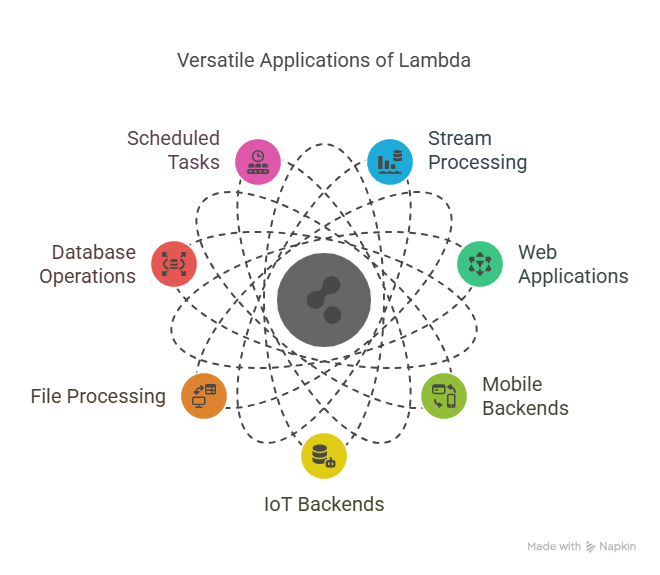 Versatile Applications of Lambda
Scheduled
Tasks
Stream
Processing
Database
Operations
Web
Applications
File Processing
Mobile
Backends
IoT Backends
Made with Napkin